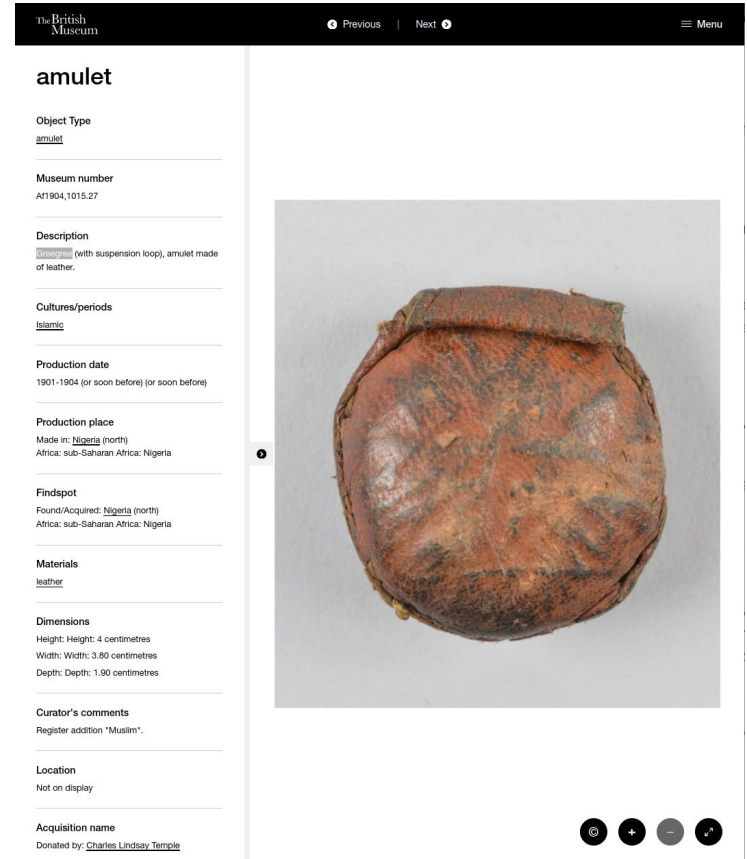 The British
Museum
Previous | Next
Menu
amulet
Object Type
amulet
Museum number
Af1904,1015.27
Description
Greegree (with suspension loop), amulet made
of leather.
Cultures/periods
Islamic
Production date
1901-1904 (or soon before) (or soon before)
Production place
Made in: Nigeria (north)
Africa: sub-Saharan Africa: Nigeria
Findspot
Found/Acquired: Nigeria (north)
Africa: sub-Saharan Africa: Nigeria
Materials
leather
Dimensions
Height: Height: 4 centimetres
Width: Width: 3.80 centimetres
Depth: Depth: 1.90 centimetres
Curator's comments
Register addition "Muslim".
Location
Not on display
Acquisition name
Donated by: Charles Lindsay Temple
©